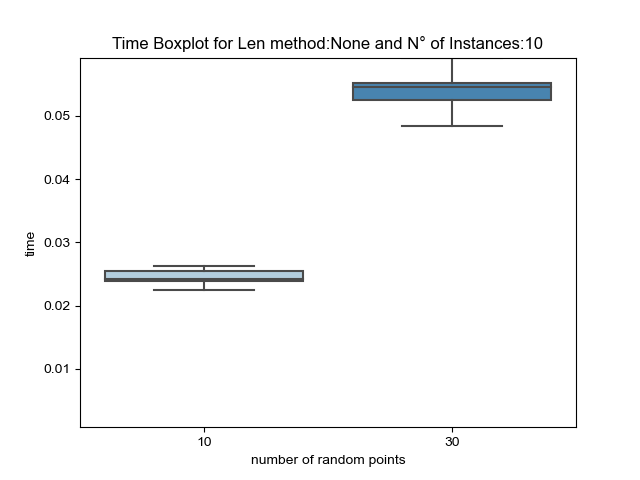 Time Boxplot for Len method:None and N° of Instances:10
0.05
0.04
0.03
0.02
0.01
time
10
30
number of random points